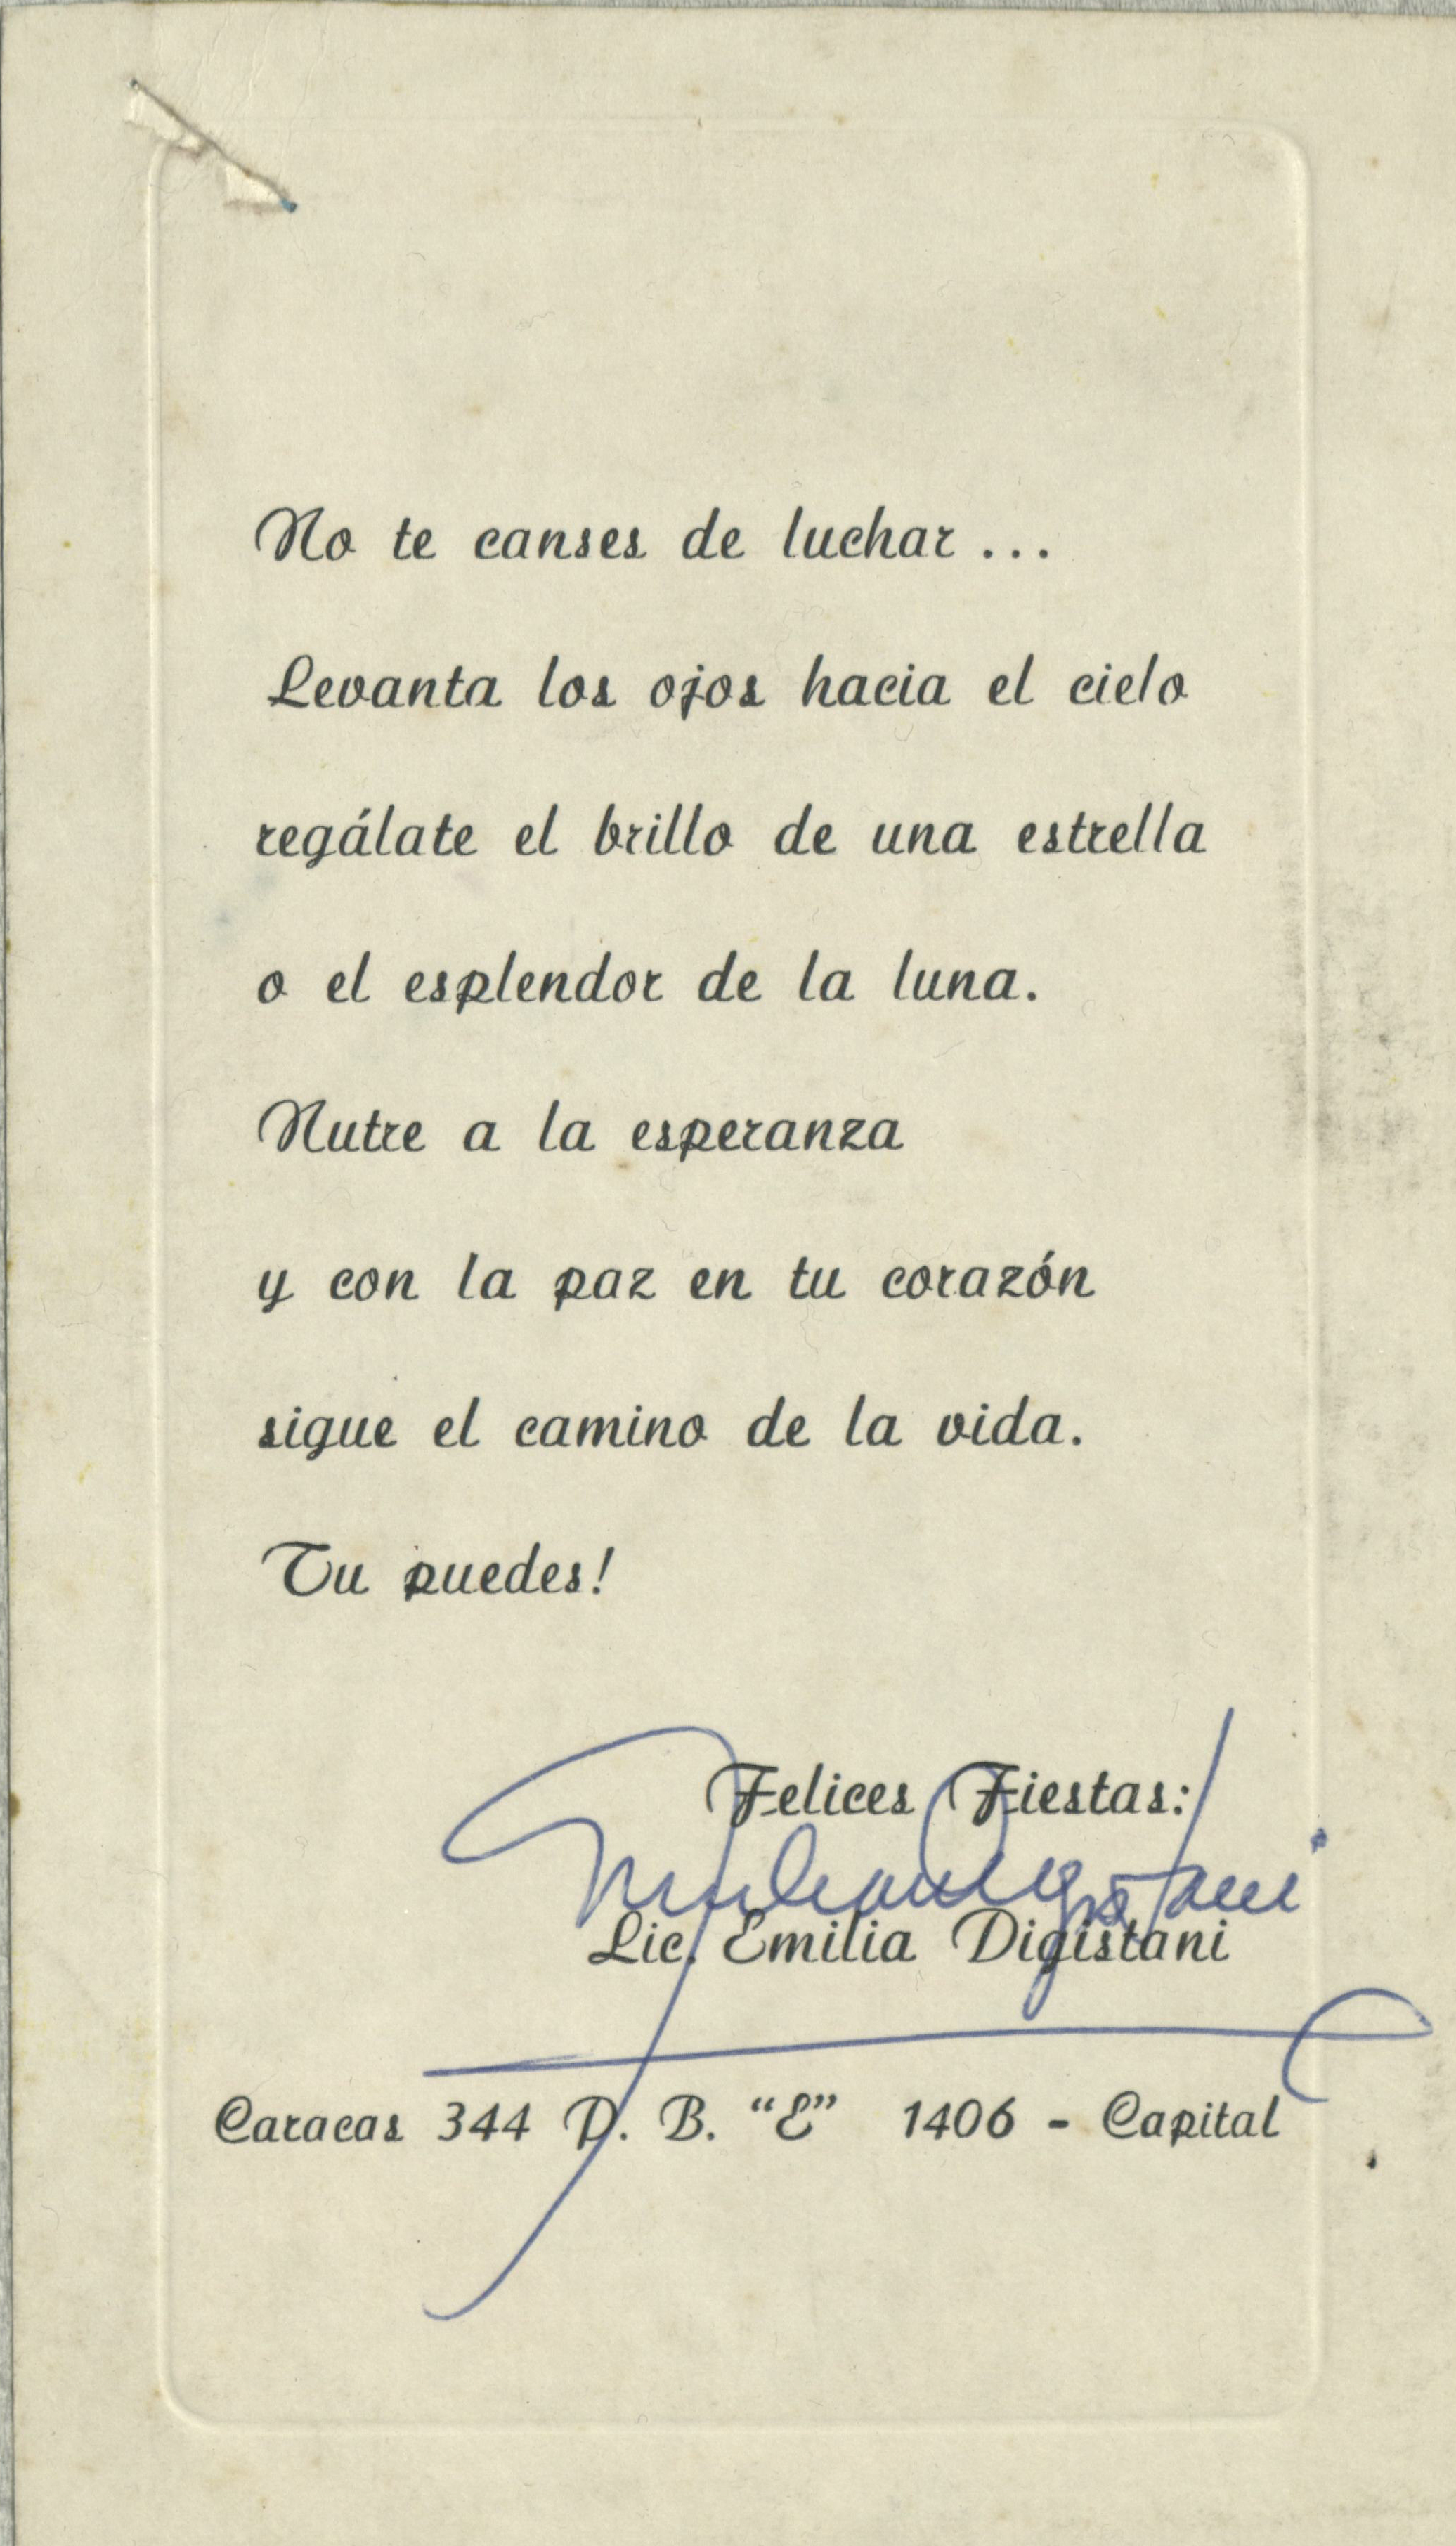 No te canses de luchar ...
Levanta los ojos hacia el cielo
regálate el brillo de una estrella
o el esplendor de la luna.
Nutre a la esperanza
y con la paz en tu corazón
sigue el camino de la vida.
Tu puedes!
Felices Fiestas:
Lic. Emilia Digistani
Caracas 344 D. B. “E” 1406 - Capital